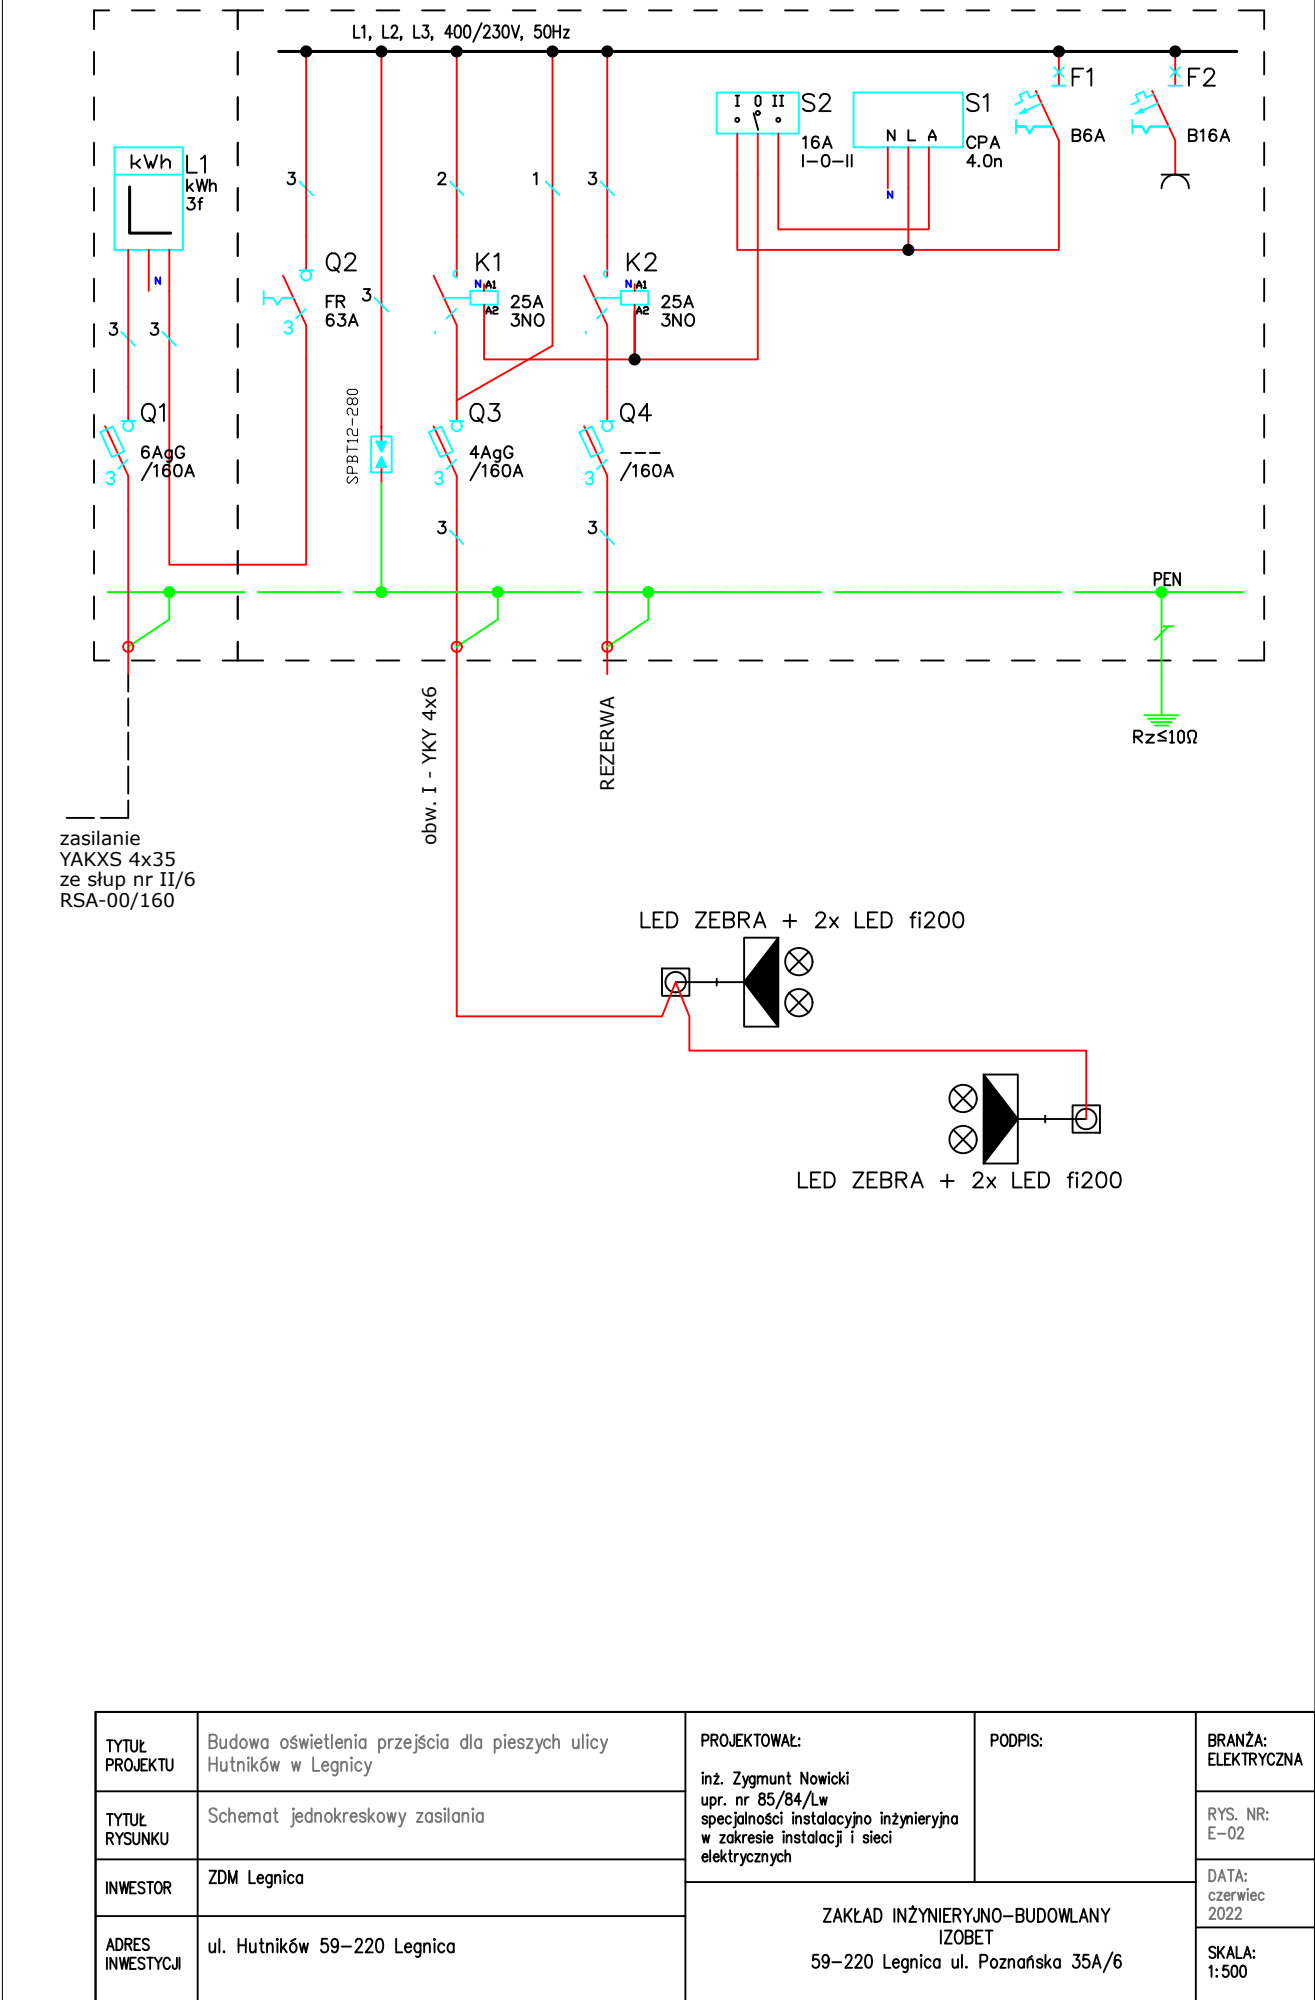 L1, L2, L3, 400/230V, 50Hz
kWh
L1
kWh
3f
N
3
3
Q1
6AgG
/160A
3
3
Q2
FR
63A
3
3
SPBT12-280
2
1
3
K1
N
A1
A2
25A
3NO
K2
N
A1
A2
25A
3NO
Q3
4AgG
/160A
3
3
Q4
---
/160A
3
3
I 0 II
S2
16A
I-0-II
N L A
N
S1
CPA
4.0n
F1
B6A
F2
B16A
PEN
Rz≤10Ω
obw. I - YKY 4x6
REZERWA
zasilanie
YAKXS 4x35
ze słup nr II/6
RSA-00/160
LED ZEBRA + 2x LED fi200
LED ZEBRA + 2x LED fi200
TYTUŁ
PROJEKTU
Budowa oświetlenia przejścia dla pieszych ulicy
Hutników w Legnicy
TYTUŁ
RYSUNKU
Schemat jednokreskowy zasilania
INWESTOR
ZDM Legnica
ADRES
INWESTYCJI
ul. Hutników 59-220 Legnica
PROJEKTOWAŁ:
inż. Zygmunt Nowicki
upr. nr 85/84/Lw
specjalności instalacyjno inżynieryjna
w zakresie instalacji i sieci
elektrycznych
PODPIS:
ZAKŁAD INŻYNIERYJNO-BUDOWLANY
IZOBET
59-220 Legnica ul. Poznańska 35A/6
BRANŻA:
ELEKTRYCZNA
RYS. NR:
E-02
DATA:
czerwiec
2022
SKALA:
1:500